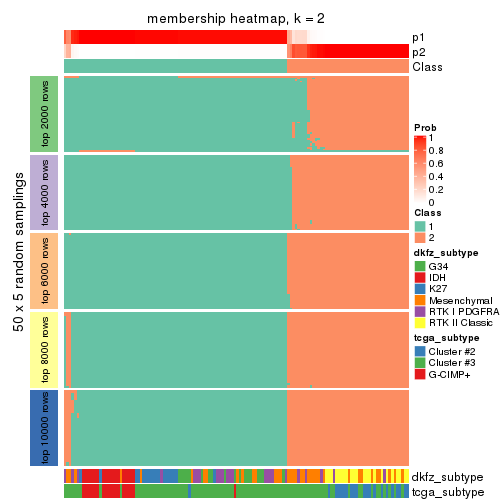 membership heatmap, k = 2
p1
p2
Class
50 x 5 random samplings
top 2000 rows
top 4000 rows
top 6000 rows
top 8000 rows
top 10000 rows
Prob
1
0.8
0.6
0.4
0.2
0
Class
1
2
dkfz_subtype
G34
IDH
K27
Mesenchymal
RTK I PDGFRA
RTK II Classic
tcga_subtype
Cluster #2
Cluster #3
G-CIMP+
dkfz_subtype
tcga_subtype